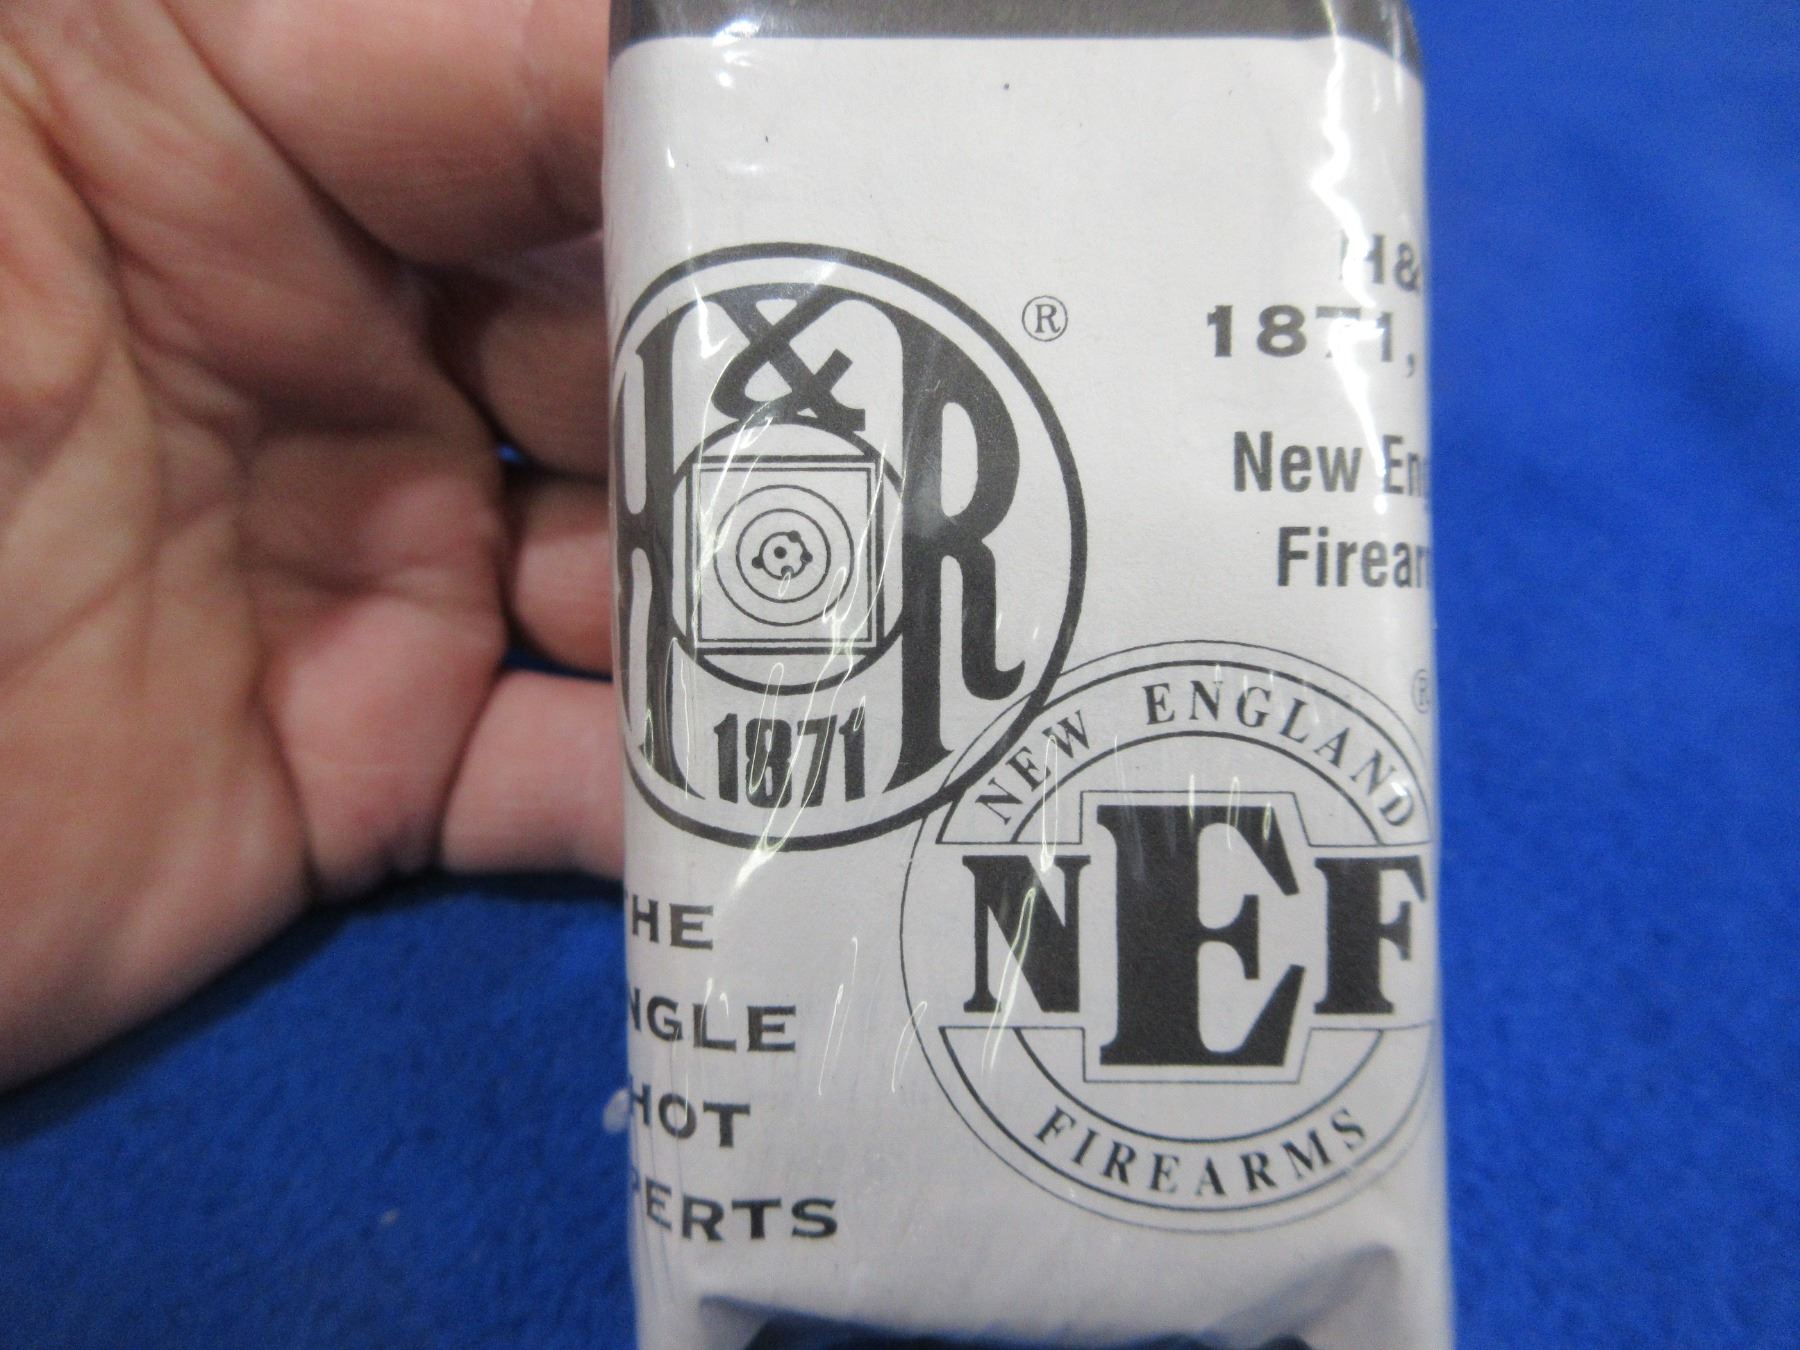 H&R
1871
®
H&
1871,
New En
Firear
®
NEW ENGLAND
NEF
FIREARMS
HE
NGLE
HOT
PERTS